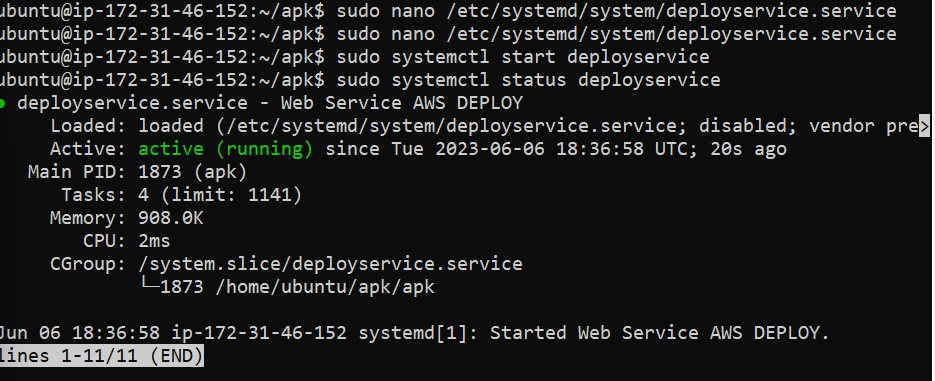 ubuntu@ip-172-31-46-152:~/apk$ sudo nano /etc/systemd/system/deployservice.service
ubuntu@ip-172-31-46-152:~/apk$ sudo nano /etc/systemd/system/deployservice.service
ubuntu@ip-172-31-46-152:~/apk$ sudo systemctl start deployservice
ubuntu@ip-172-31-46-152:~/apk$ sudo systemctl status deployservice
● deployservice.service - Web Service AWS DEPLOY
Loaded: loaded (/etc/systemd/system/deployservice.service; disabled; vendor pre>
Active: active (running) since Tue 2023-06-06 18:36:58 UTC; 20s ago
Main PID: 1873 (apk)
Tasks: 4 (limit: 1141)
Memory: 908.0K
CPU: 2ms
CGroup: /system.slice/deployservice.service
└─1873 /home/ubuntu/apk/apk
Jun 06 18:36:58 ip-172-31-46-152 systemd[1]: Started Web Service AWS DEPLOY.
lines 1-11/11 (END)